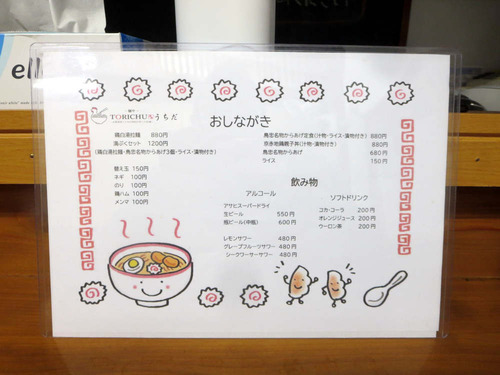 ell
麺や
TORICHUNうちだ
おしながき
鶏白湯拉麺 880円
満ぷくセット 1200円
(鶏白湯拉麺・馬忠名物からあげ3個・ライス・漬物付き)
替え玉 150円
ネギ 100円
のり 100円
鶏ハム 100円
メンマ 100円
馬忠名物からあげ定食(汁物・ライス・漬物付き) 880円
京赤地鶏親子丼(汁物・漬物付き) 880円
馬忠名物からあげ 680円
ライス 150円
飲み物
アルコール
アサヒスーパードライ
生ビール 550円
瓶ビール(中瓶) 600円
レモンサワー 480円
グレープフルーツサワー 480円
シークワーサーサワー 480円
ソフトドリンク
コカ・コーラ 200円
オレンジジュース 200円
ウーロン茶 200円